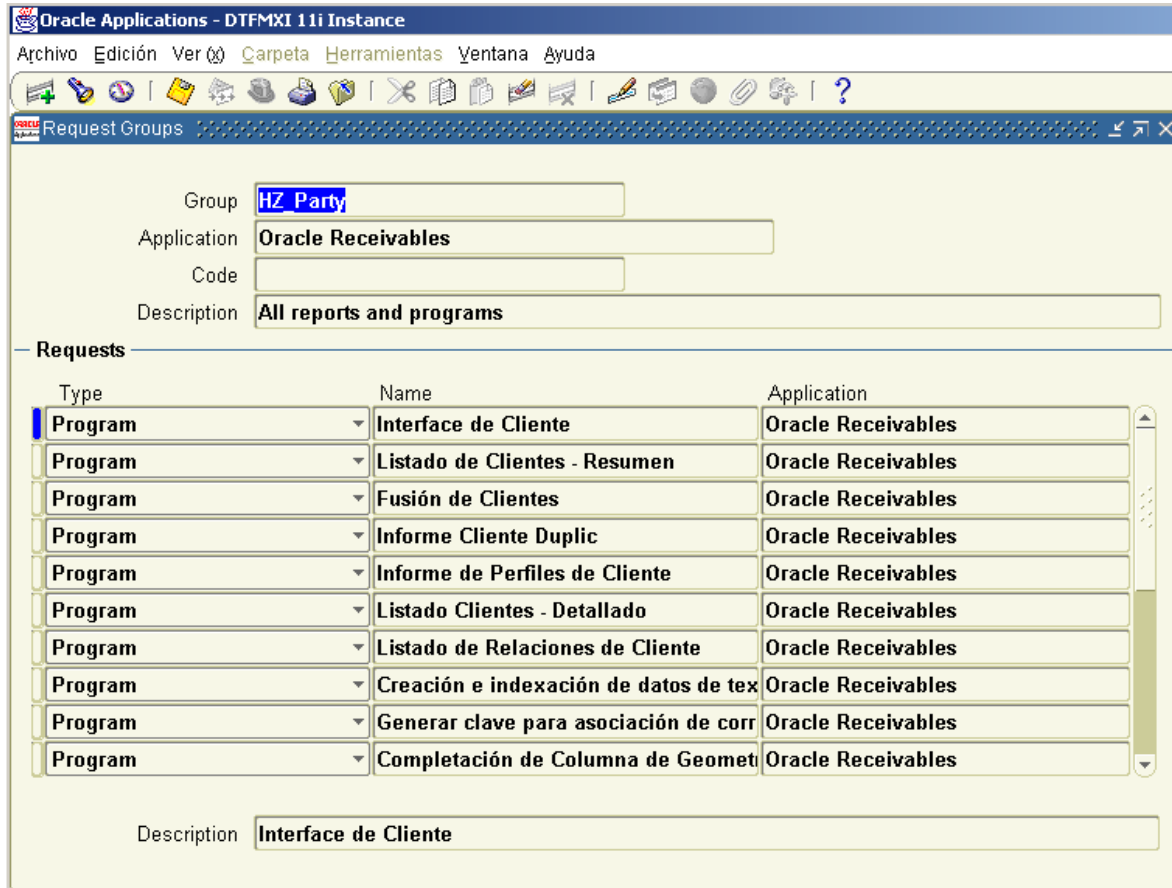 Oracle Applications - DTFMXI 11i Instance
Archivo Edición Ver (x) Carpeta Herramientas Ventana Ayuda
Request Groups
Group HZ_Party
Application Oracle Receivables
Code
Description All reports and programs
Requests
Type Name Application
Program Interface de Cliente Oracle Receivables
Program Listado de Clientes - Resumen Oracle Receivables
Program Fusión de Clientes Oracle Receivables
Program Informe Cliente Duplic Oracle Receivables
Program Informe de Perfiles de Cliente Oracle Receivables
Program Listado Clientes - Detallado Oracle Receivables
Program Listado de Relaciones de Cliente Oracle Receivables
Program Creación e indexación de datos de tex Oracle Receivables
Program Generar clave para asociación de corr Oracle Receivables
Program Completación de Columna de Geomet Oracle Receivables
Description Interface de Cliente